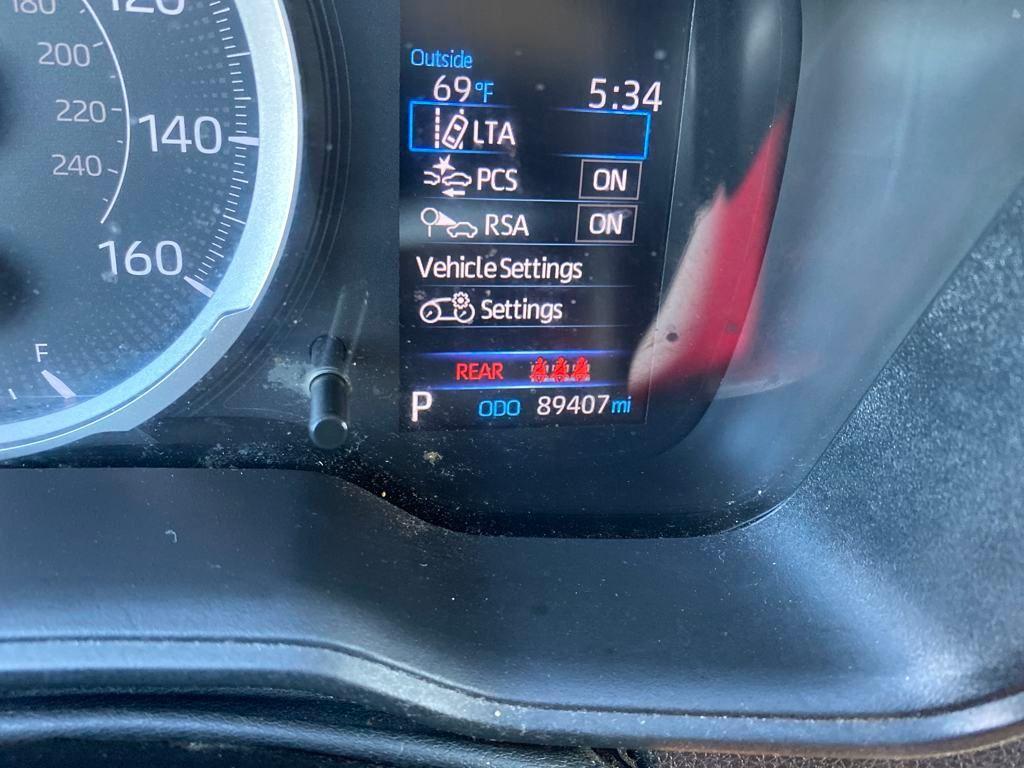 180
120
200
220
140
240
160
F
Outside
69°F 5:34
LTA
PCS ON
RSA ON
Vehicle Settings
Settings
REAR
P ODO 89407 mi